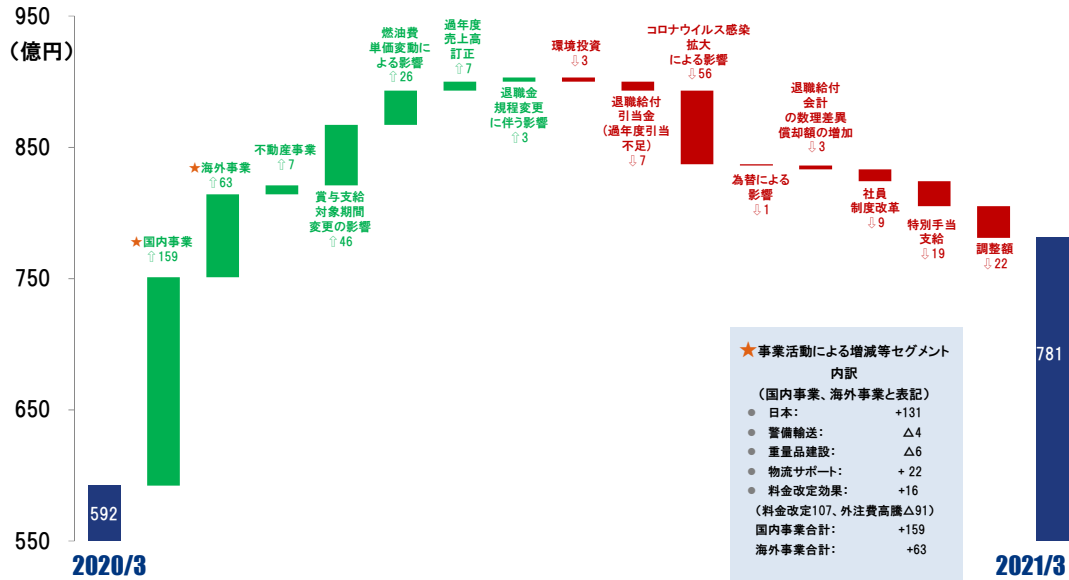 950
（億円）
850
750
650
550
592
2020/3
★国内事業
⇧159
★海外事業
⇧63
不動産事業
⇧7
賞与支給
対象期間
変更の影響
⇧46
燃油費
単価変動に
よる影響
⇧26
過年度
売上高
訂正
⇧7
退職金
規程変更
に伴う影響
⇧3
環境投資
⇩3
退職給付
引当金
（過年度引当
不足）
⇩7
コロナウイルス感染
拡大
による影響
⇩56
為替による
影響
⇩1
退職給付
会計
の数理差異
償却額の増加
⇩3
社員
制度改革
⇩9
特別手当
支給
⇩19
調整額
⇩22
781
2021/3
★事業活動による増減等セグメント
内訳
（国内事業、海外事業と表記）
● 日本： +131
● 警備輸送： △4
● 重量品建設： △6
● 物流サポート： + 22
● 料金改定効果： +16
（料金改定107、外注費高騰△91）
国内事業合計： +159
海外事業合計： +63